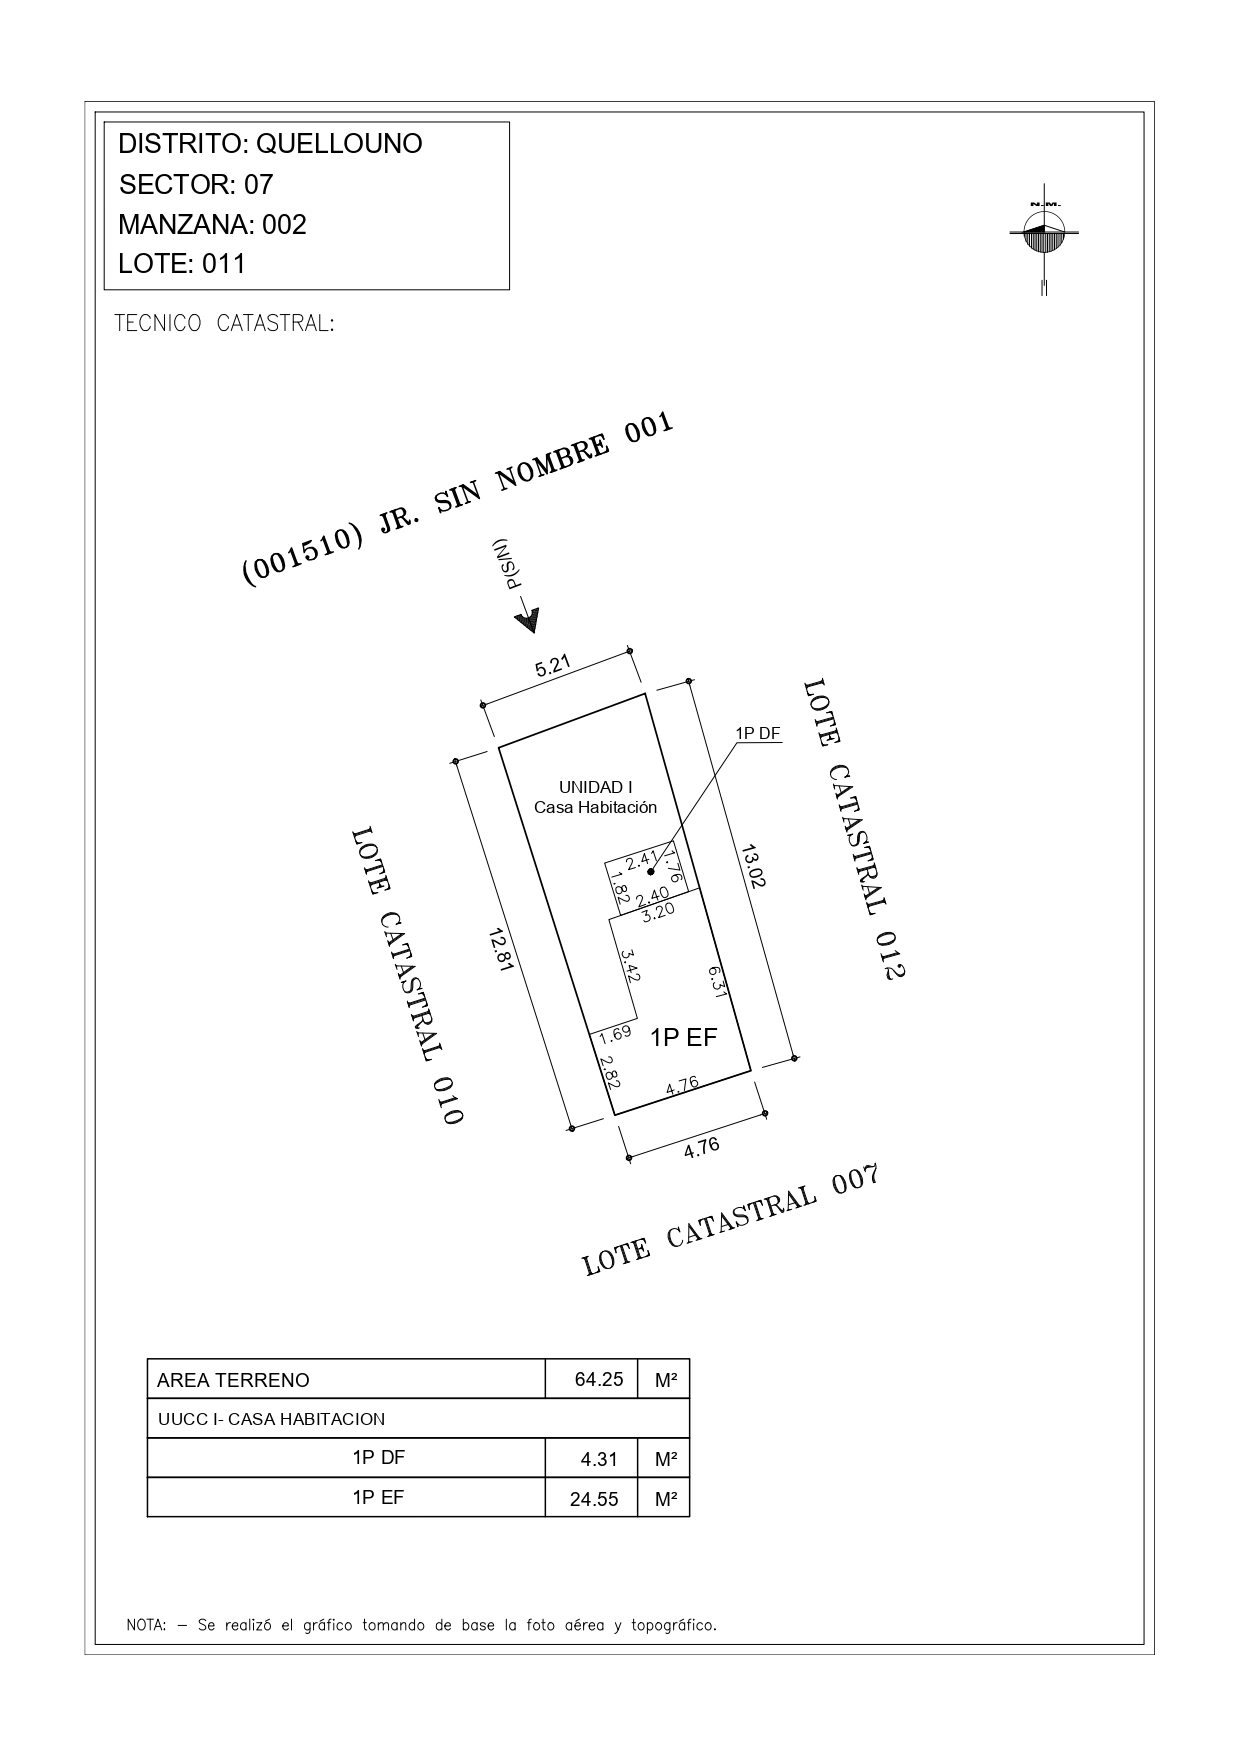 DISTRITO: QUELLOUNO
SECTOR: 07
MANZANA: 002
LOTE: 011
N.M.
TECNICO CATASTRAL:
(001510) JR. SIN NOMBRE 001
P(S/N)
5.21
1P DF
LOTE CATASTRAL 012
UNIDAD I
Casa Habitación
LOTE CATASTRAL 010
2.41
1.76
1.82
2.40
3.20
13.02
12.81
3.42
6.31
1.69
1P EF
2.82
4.76
4.76
LOTE CATASTRAL 007
AREA TERRENO 64.25 M²
UUCC I- CASA HABITACION
1P DF 4.31 M²
1P EF 24.55 M²
NOTA: – Se realizó el gráfico tomando de base la foto aérea y topográfico.